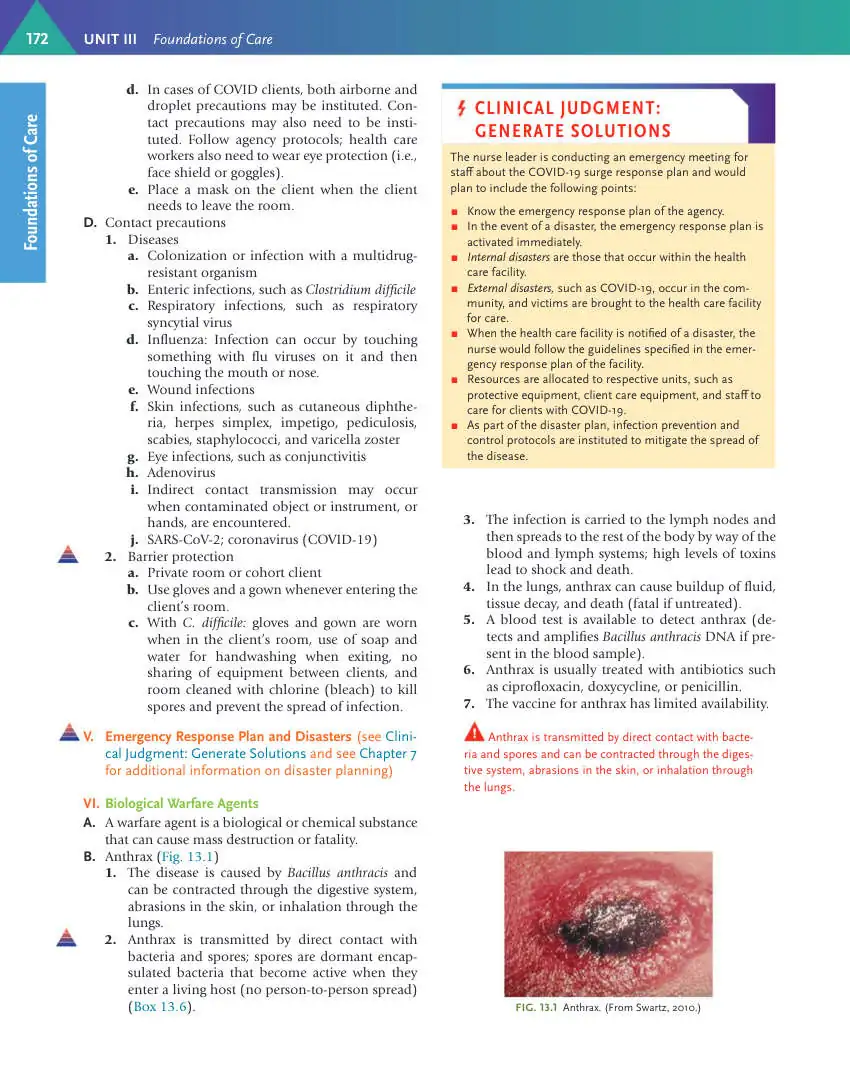 172 UNIT III Foundations of Care
Foundations of Care
d. In cases of COVID clients, both airborne and
droplet precautions may be instituted. Con-
tact precautions may also need to be insti-
tuted. Follow agency protocols; health care
workers also need to wear eye protection (i.e.,
face shield or goggles).
e. Place a mask on the client when the client
needs to leave the room.
D. Contact precautions
1. Diseases
a. Colonization or infection with a multidrug-
resistant organism
b. Enteric infections, such as Clostridium difficile
c. Respiratory infections, such as respiratory
syncytial virus
d. Influenza: Infection can occur by touching
something with flu viruses on it and then
touching the mouth or nose.
e. Wound infections
f. Skin infections, such as cutaneous diphthe-
ria, herpes simplex, impetigo, pediculosis,
scabies, staphylococci, and varicella zoster
g. Eye infections, such as conjunctivitis
h. Adenovirus
i. Indirect contact transmission may occur
when contaminated object or instrument, or
hands, are encountered.
j. SARS-CoV-2; coronavirus (COVID-19)
2. Barrier protection
a. Private room or cohort client
b. Use gloves and a gown whenever entering the
client's room.
c. With C. difficile: gloves and gown are worn
when in the client's room, use of soap and
water for handwashing when exiting, no
sharing of equipment between clients, and
room cleaned with chlorine (bleach) to kill
spores and prevent the spread of infection.
V. Emergency Response Plan and Disasters (see Clini-
cal Judgment: Generate Solutions and see Chapter 7
for additional information on disaster planning)
VI. Biological Warfare Agents
A. A warfare agent is a biological or chemical substance
that can cause mass destruction or fatality.
B. Anthrax (Fig. 13.1)
1. The disease is caused by Bacillus anthracis and
can be contracted through the digestive system,
abrasions in the skin, or inhalation through the
lungs.
2. Anthrax is transmitted by direct contact with
bacteria and spores; spores are dormant encap-
sulated bacteria that become active when they
enter a living host (no person-to-person spread)
(Box 13.6).
CLINICAL JUDGMENT:
GENERATE SOLUTIONS
The nurse leader is conducting an emergency meeting for
staff about the COVID-19 surge response plan and would
plan to include the following points:
■ Know the emergency response plan of the agency.
■ In the event of a disaster, the emergency response plan is
activated immediately.
■ Internal disasters are those that occur within the health
care facility.
■ External disasters, such as COVID-19, occur in the com-
munity, and victims are brought to the health care facility
for care.
■ When the health care facility is notified of a disaster, the
nurse would follow the guidelines specified in the emer-
gency response plan of the facility.
■ Resources are allocated to respective units, such as
protective equipment, client care equipment, and staff to
care for clients with COVID-19.
■ As part of the disaster plan, infection prevention and
control protocols are instituted to mitigate the spread of
the disease.
3. The infection is carried to the lymph nodes and
then spreads to the rest of the body by way of the
blood and lymph systems; high levels of toxins
lead to shock and death.
4. In the lungs, anthrax can cause buildup of fluid,
tissue decay, and death (fatal if untreated).
5. A blood test is available to detect anthrax (de-
tects and amplifies Bacillus anthracis DNA if pre-
sent in the blood sample).
6. Anthrax is usually treated with antibiotics such
as ciprofloxacin, doxycycline, or penicillin.
7. The vaccine for anthrax has limited availability.
Anthrax is transmitted by direct contact with bacte-
ria and spores and can be contracted through the diges-
tive system, abrasions in the skin, or inhalation through
the lungs.
FIG. 13.1 Anthrax. (From Swartz, 2010.)